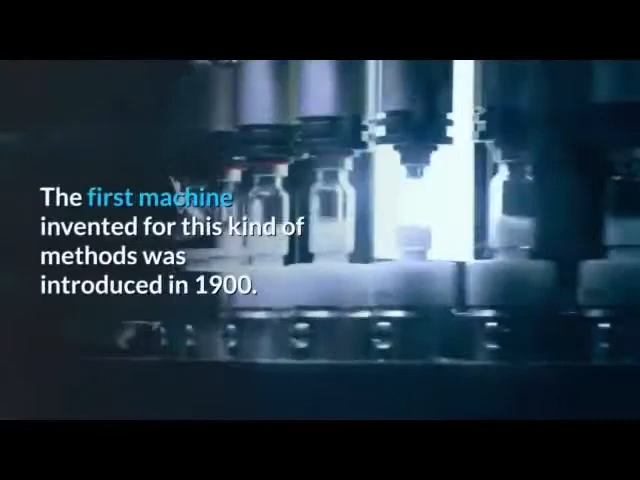 The first machine
invented for this kind of
methods was
introduced in 1900.